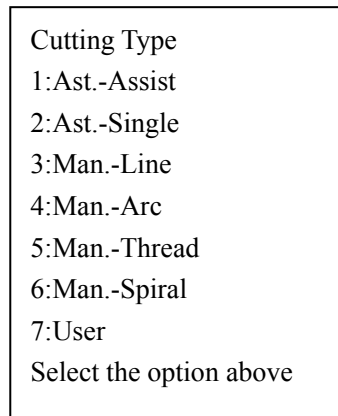 Cutting Type
1:Ast.-Assist
2:Ast.-Single
3:Man.-Line
4:Man.-Arc
5:Man.-Thread
6:Man.-Spiral
7:User
Select the option above